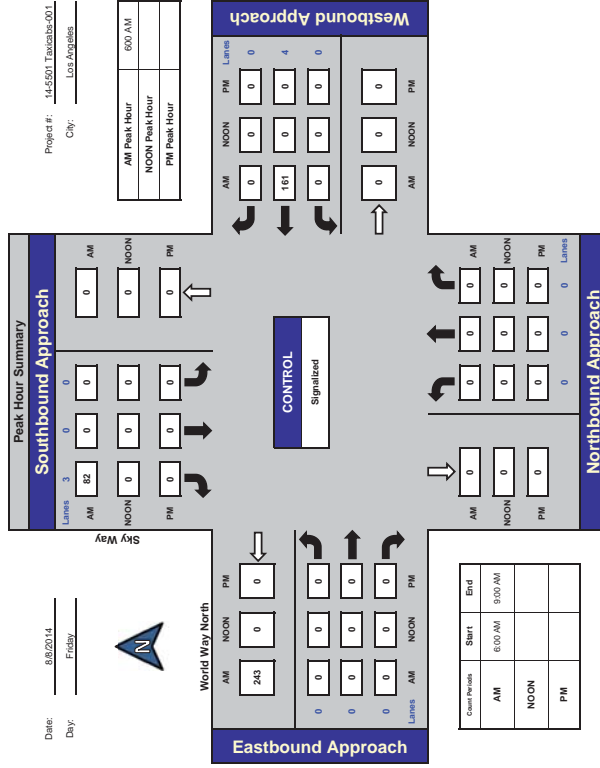 Project #: 14-5501 Taxicabs-001
City: Los Angeles
AM Peak Hour 600 AM
NOON Peak Hour
PM Peak Hour
Peak Hour Summary
Southbound Approach
Lanes 3 0 0
AM 82 0 0 0 AM
NOON 0 0 0 0 NOON
PM 0 0 0 0 PM
Sky Way
Date: 8/8/2014
Day: Friday
N
Westbound Approach
Lanes 0 4 0
PM 0 0 0 0 PM
NOON 0 0 0 0 NOON
AM 0 161 0 0 AM
CONTROL
Signalized
World Way North
PM 0 0 0 0 PM
NOON 0 0 0 0 NOON
AM 243 0 0 0 AM
0 0 0 Lanes
Eastbound Approach
AM 0 0 0 0 AM
NOON 0 0 0 0 NOON
PM 0 0 0 0 PM
0 0 0 Lanes
Northbound Approach
Count Periods Start End
AM 6:00 AM 9:00 AM
NOON
PM